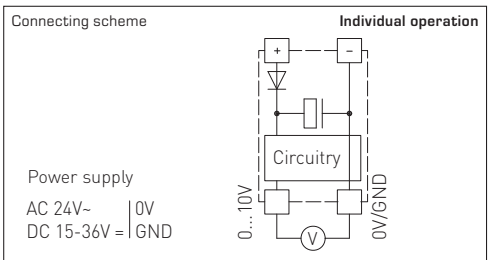 Connecting scheme
Individual operation
+
–
Circuitry
Power supply
AC 24V~ | 0V
DC 15-36V = | GND
0...10V
0V/GND
V